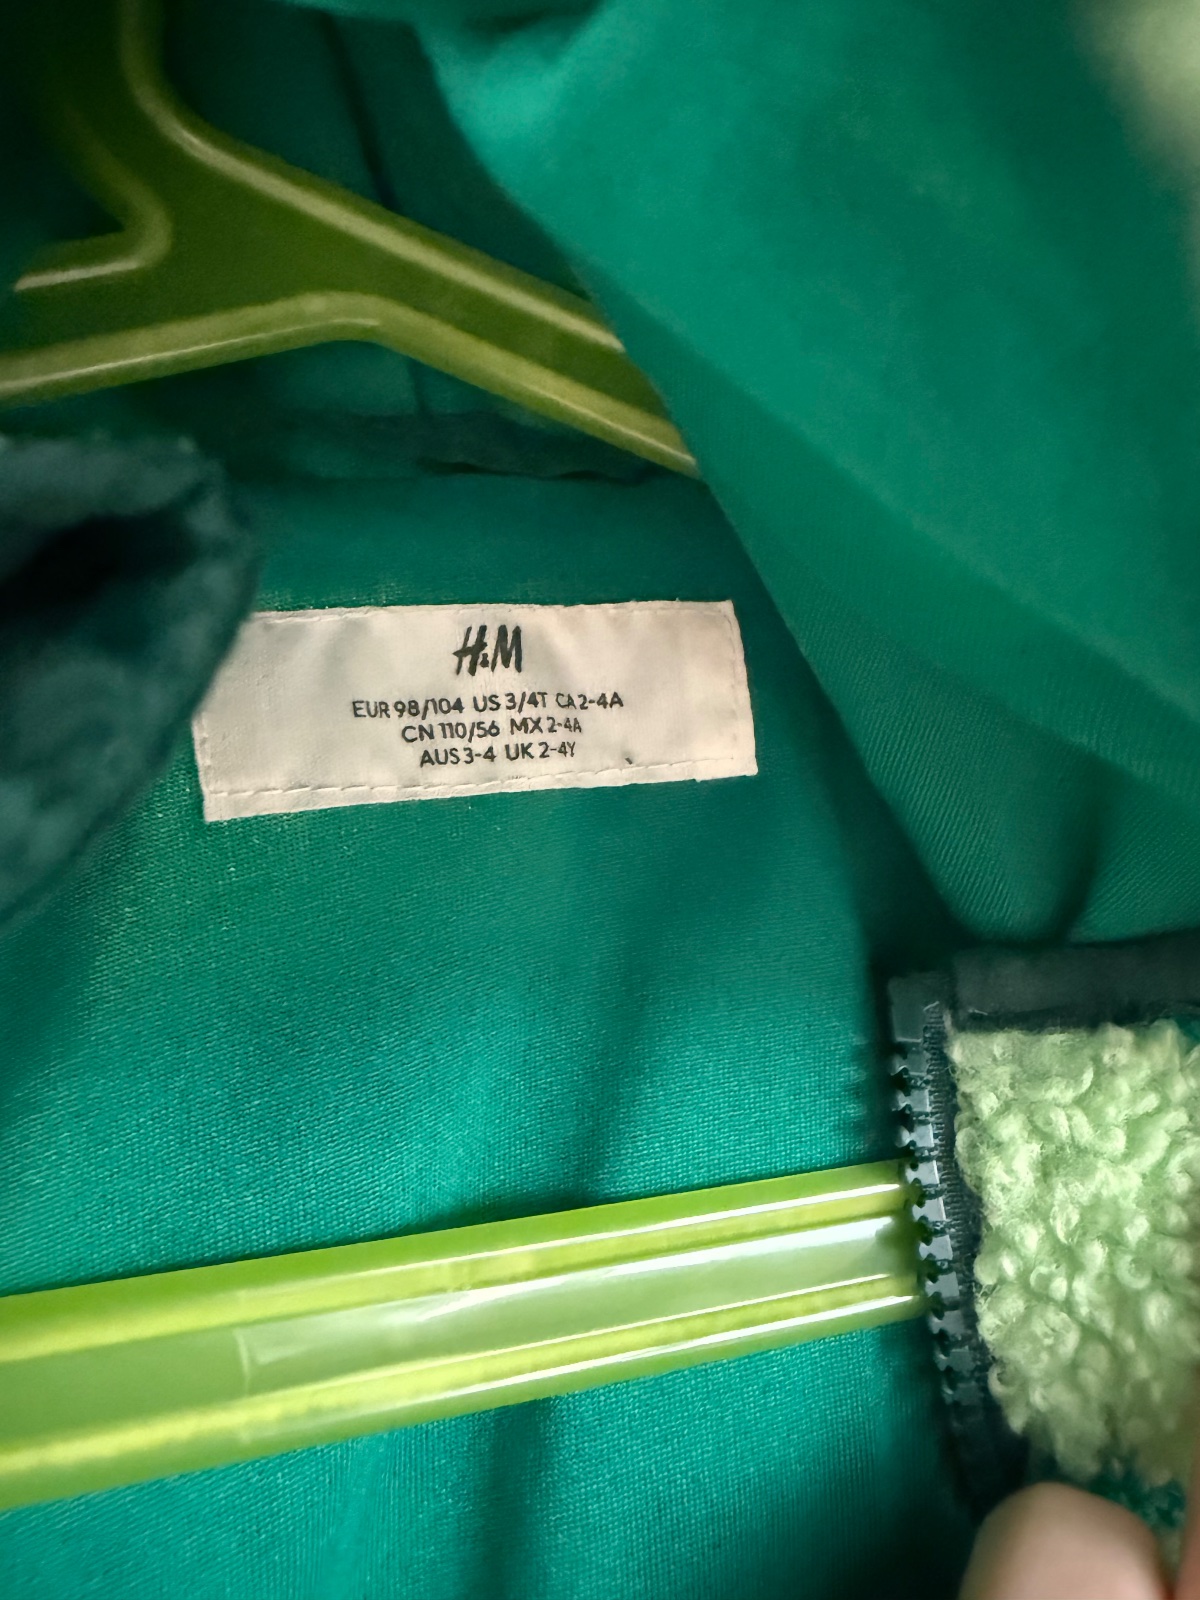 H&M
EUR 98/104 US 3/4T CA 2-4A
CN 110/56 MX 2-4A
AUS 3-4 UK 2-4Y